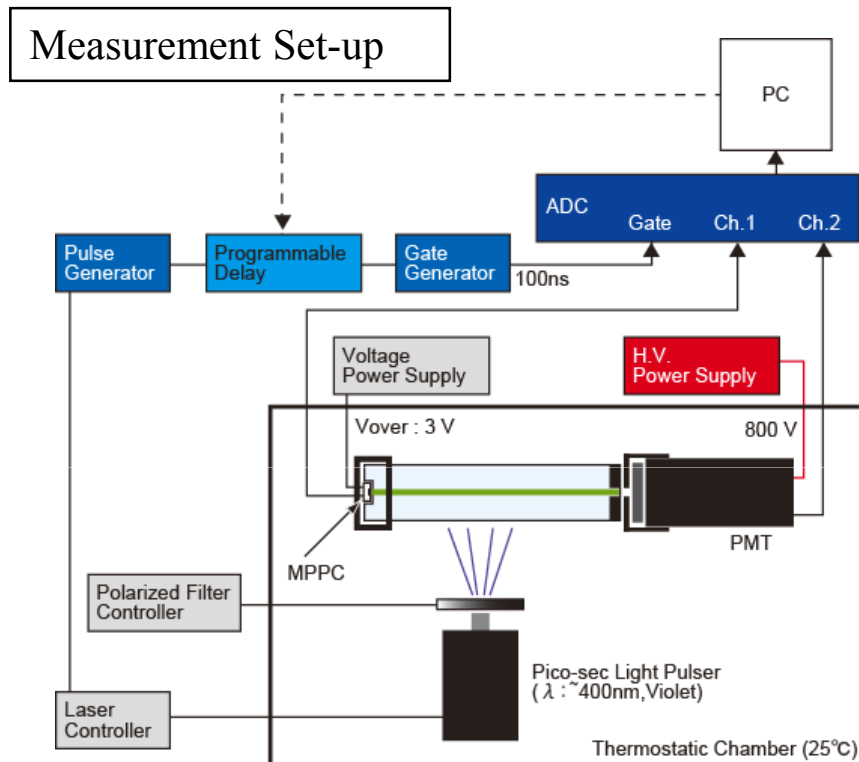 Measurement Set-up
PC
ADC
Gate
Ch.1
Ch.2
Pulse
Generator
Programmable
Delay
Gate
Generator
100ns
Voltage
Power Supply
H.V.
Power Supply
Vover : 3 V
800 V
MPPC
PMT
Polarized Filter
Controller
Pico-sec Light Pulser
(λ:~400nm,Violet)
Laser
Controller
Thermostatic Chamber (25℃)